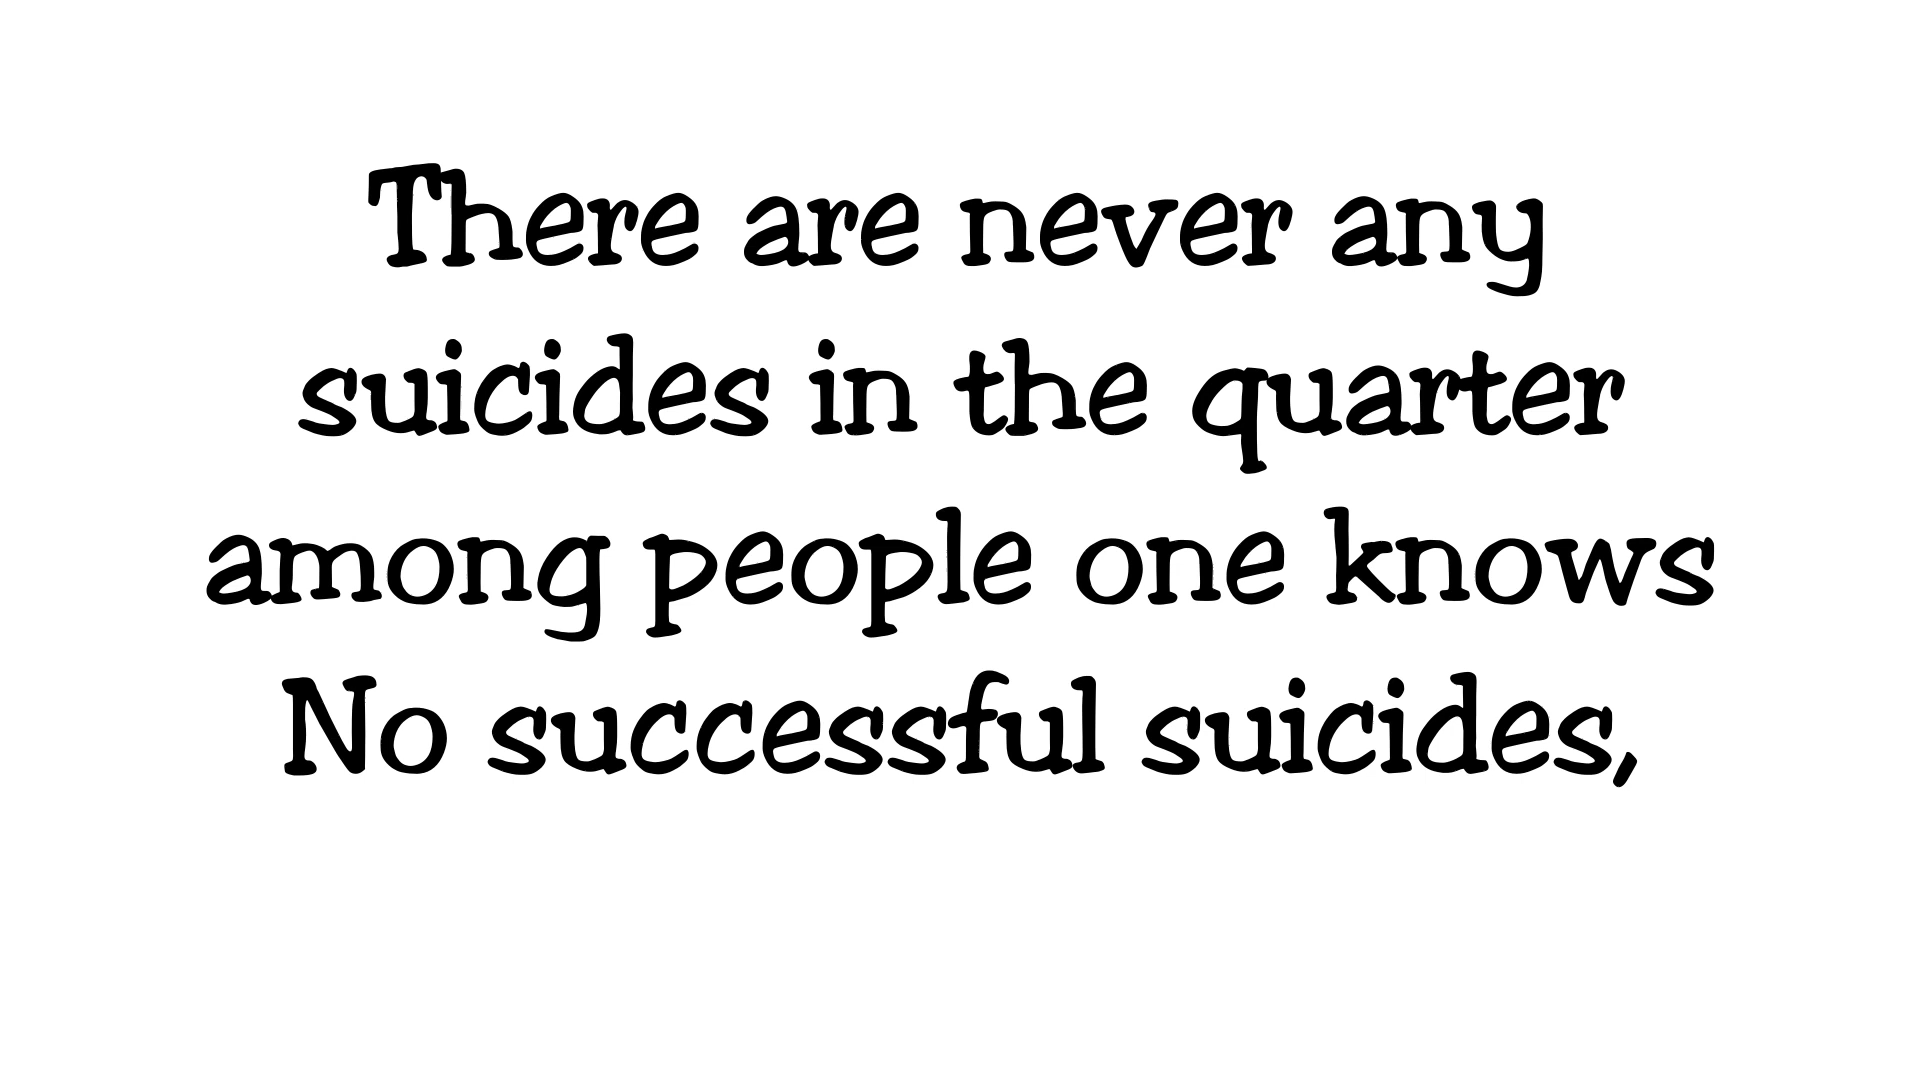 There are never any
suicides in the quarter
among people one knows
No successful suicides,